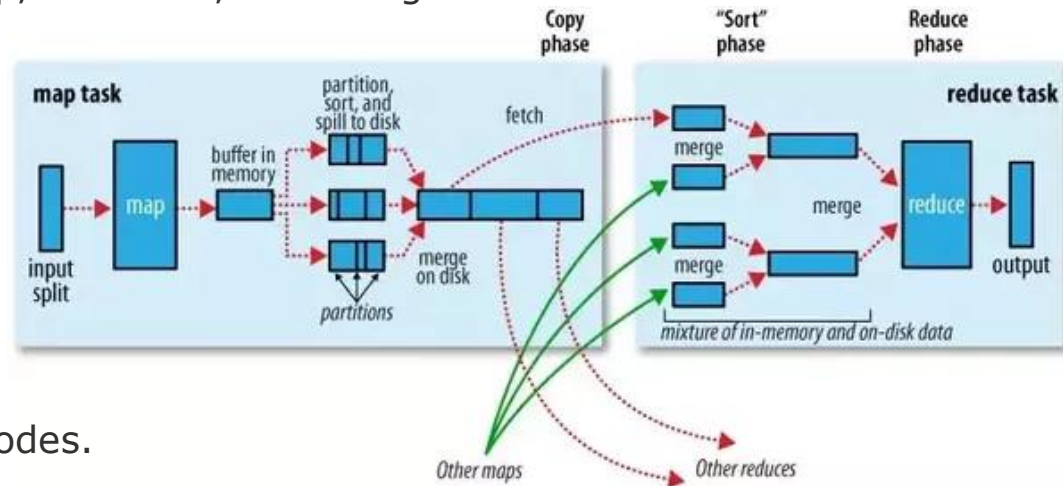 Copy
phase
"Sort"
phase
Reduce
phase
map task
partition,
sort, and
spill to disk
fetch
buffer in
memory
map
input
split
merge
on disk
partitions
reduce task
merge
merge
merge
reduce
output
mixture of in-memory and on-disk data
odes.
Other maps
Other reduces